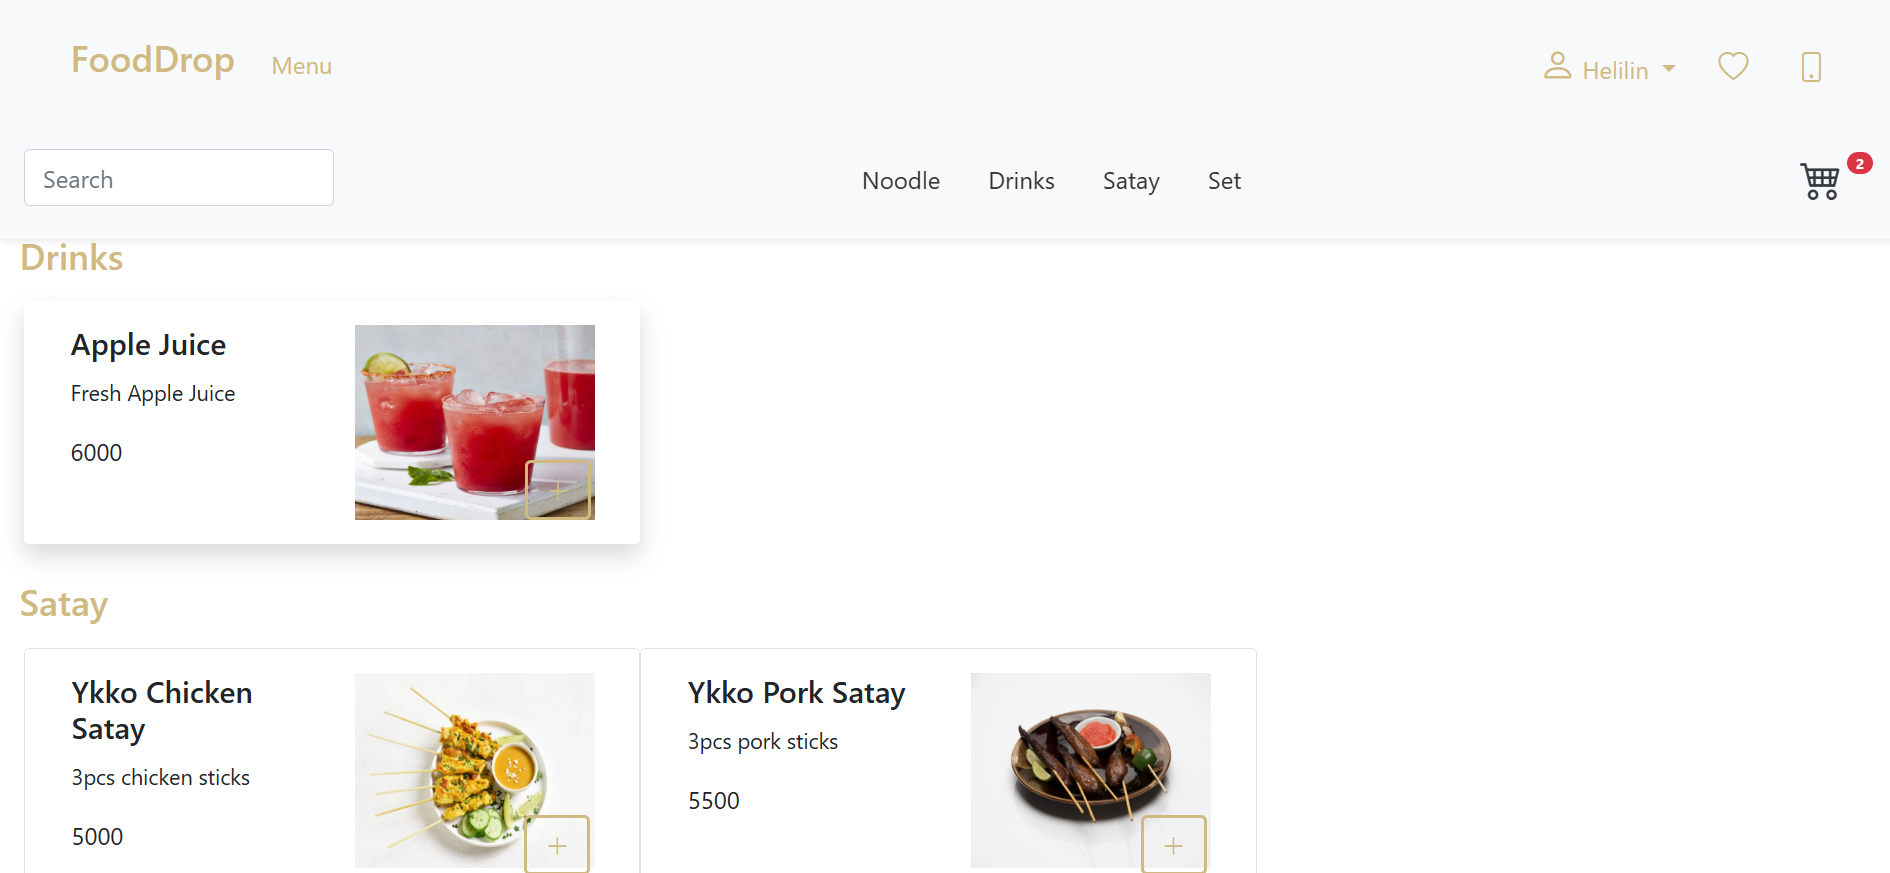 FoodDrop
Menu
Helilin
Search
Noodle
Drinks
Satay
Set
2
Drinks
Apple Juice
Fresh Apple Juice
6000
Satay
Ykko Chicken
Satay
3pcs chicken sticks
5000
Ykko Pork Satay
3pcs pork sticks
5500